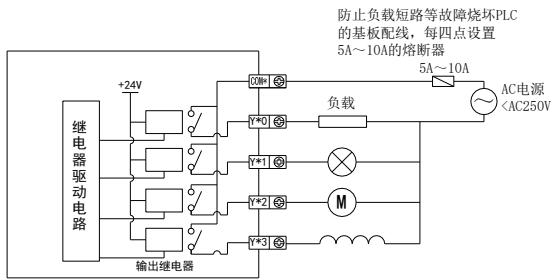 防止负载短路等故障烧坏PLC
的基板配线，每四点设置
5A～10A的熔断器
5A～10A
COM*
+24V
AC电源
<AC250V
负载
Y*0
继电器驱动电路
Y*1
Y*2
M
Y*3
输出继电器